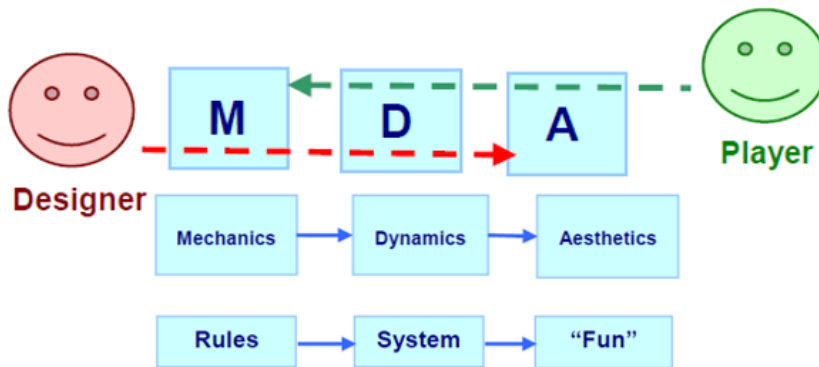 M D A
Player
Designer
Mechanics Dynamics Aesthetics
Rules System “Fun”